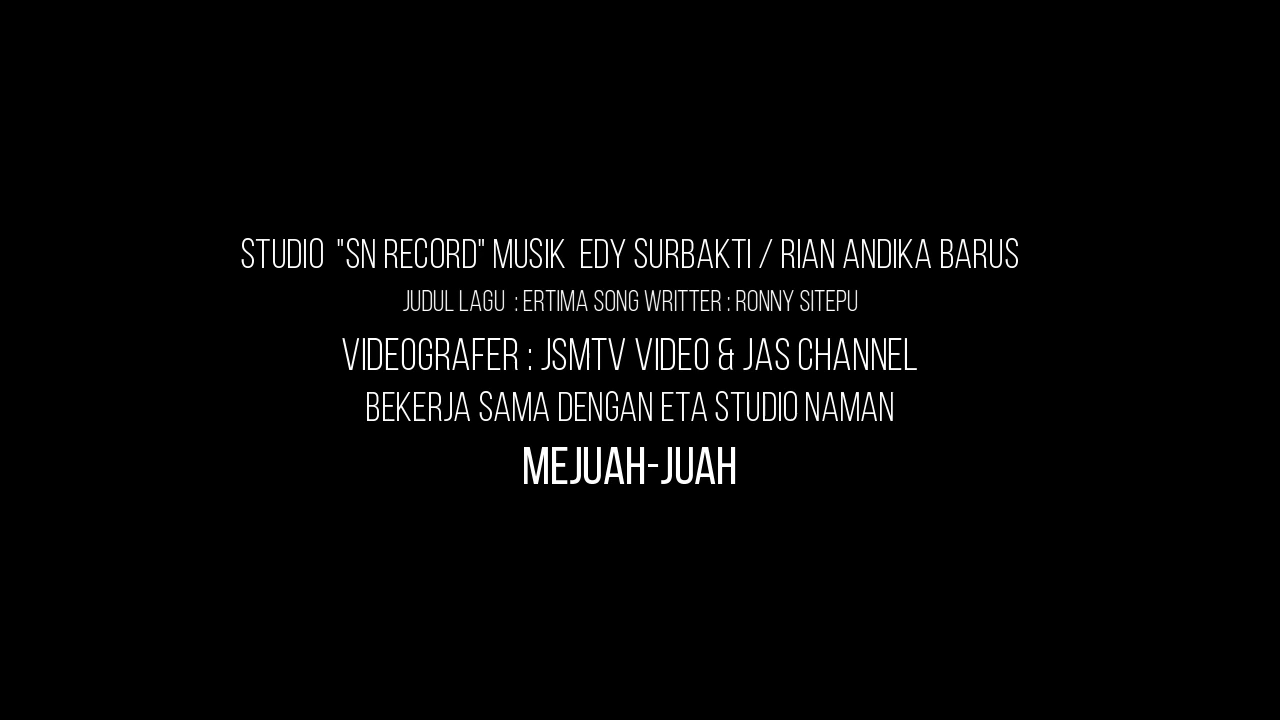 STUDIO "SN RECORD" MUSIK EDY SURBAKTI / RIAN ANDIKA BARUS
JUDUL LAGU : ERTIMA SONG WRITTER : RONNY SITEPU
VIDEOGRAFER : JSMTV VIDEO & JAS CHANNEL
BEKERJA SAMA DENGAN ETA STUDIO NAMAN
MEJUAH-JUAH